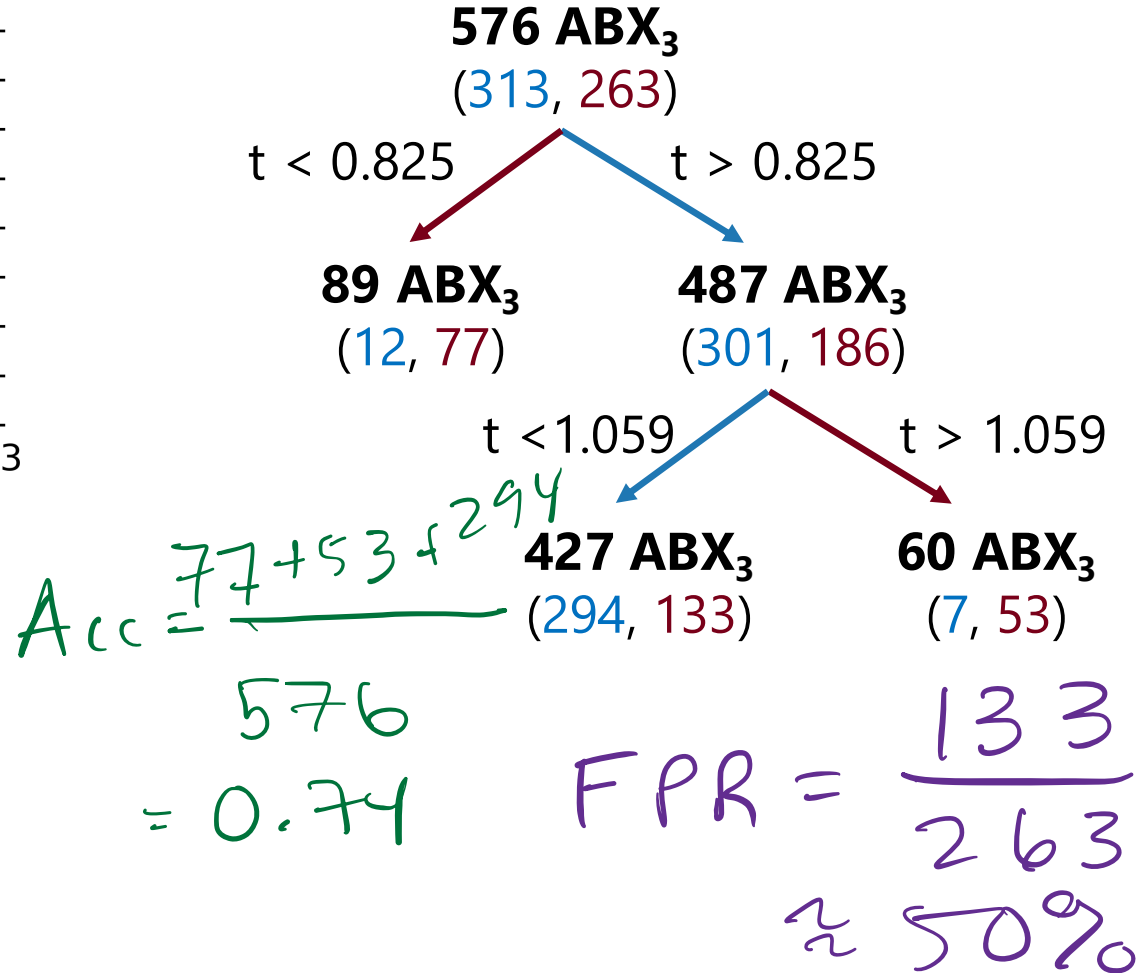 576 ABX₃
(313, 263)
t < 0.825
t > 0.825
89 ABX₃
(12, 77)
487 ABX₃
(301, 186)
t <1.059
t > 1.059
3
427 ABX₃
(294, 133)
60 ABX₃
(7, 53)
Acc = 77+53+294
576
= 0.74
FPR = 133
263
≈ 50%